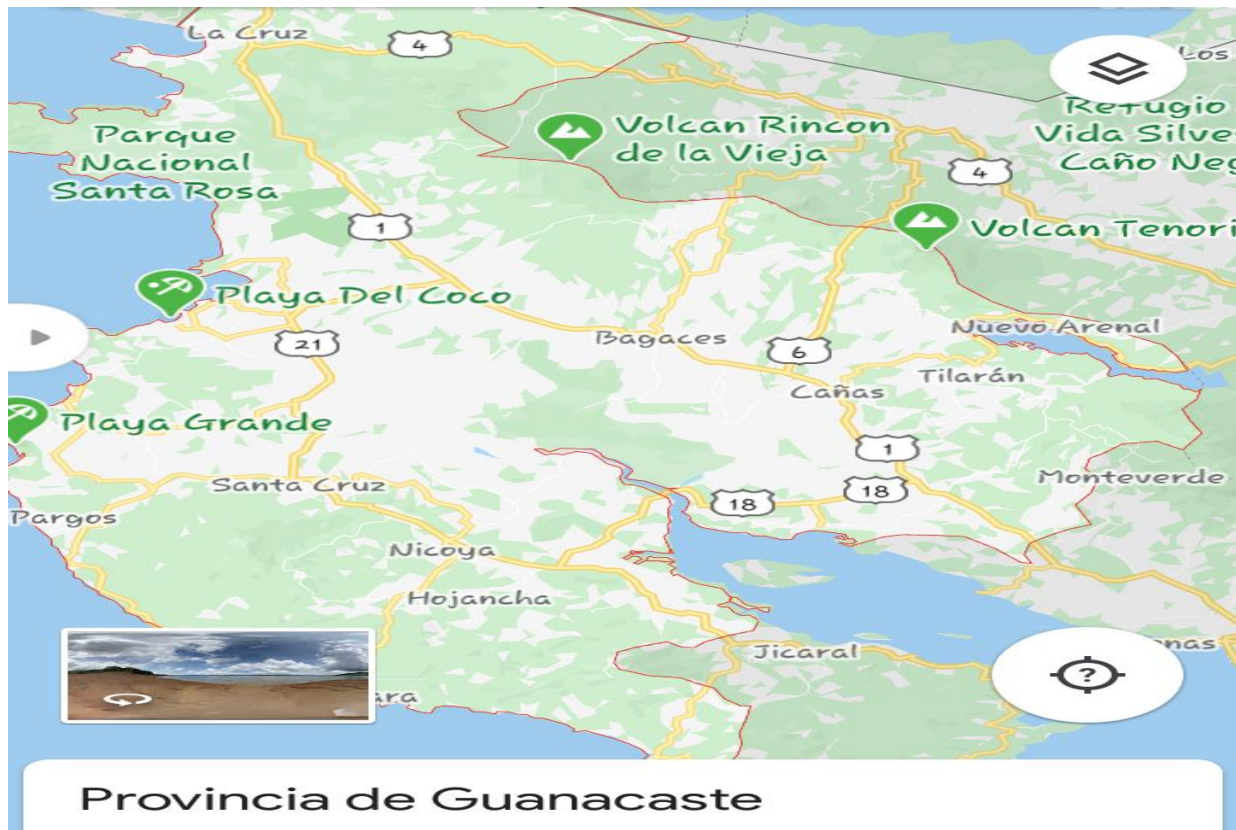 La Cruz
4
Los
Parque
Nacional
Santa Rosa
Volcan Rincon
de la Vieja
Refugio
Vida Silve
Caño Neg
4
1
Volcan Tenori
Playa Del Coco
21
Bagaces
6
Nuevo Arenal
Tilarán
Cañas
Playa Grande
1
Santa Cruz
18
18
Monteverde
Pargos
Nicoya
Hojancha
Jicaral
enas
?
ara
Provincia de Guanacaste